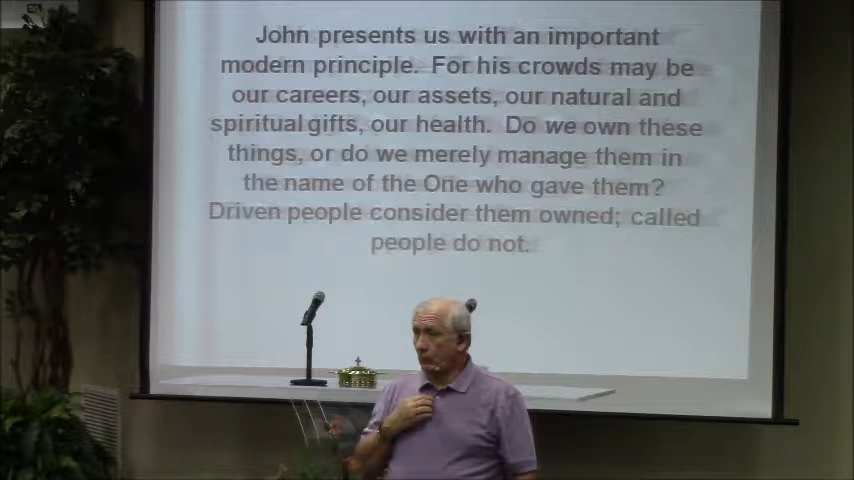 EN
John presents us with an important
modern principle. For his crowds may be
our careers, our assets, our natural and
spiritual gifts, our health. Do we own these
things, or do we merely manage them in
the name of the One who gave them?
Driven people consider them owned; called
people do not.